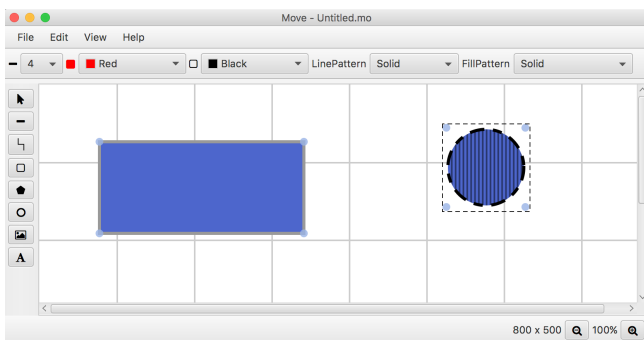 Move - Untitled.mo
File Edit View Help
4 Red Black LinePattern Solid FillPattern Solid
A
800 x 500 100%